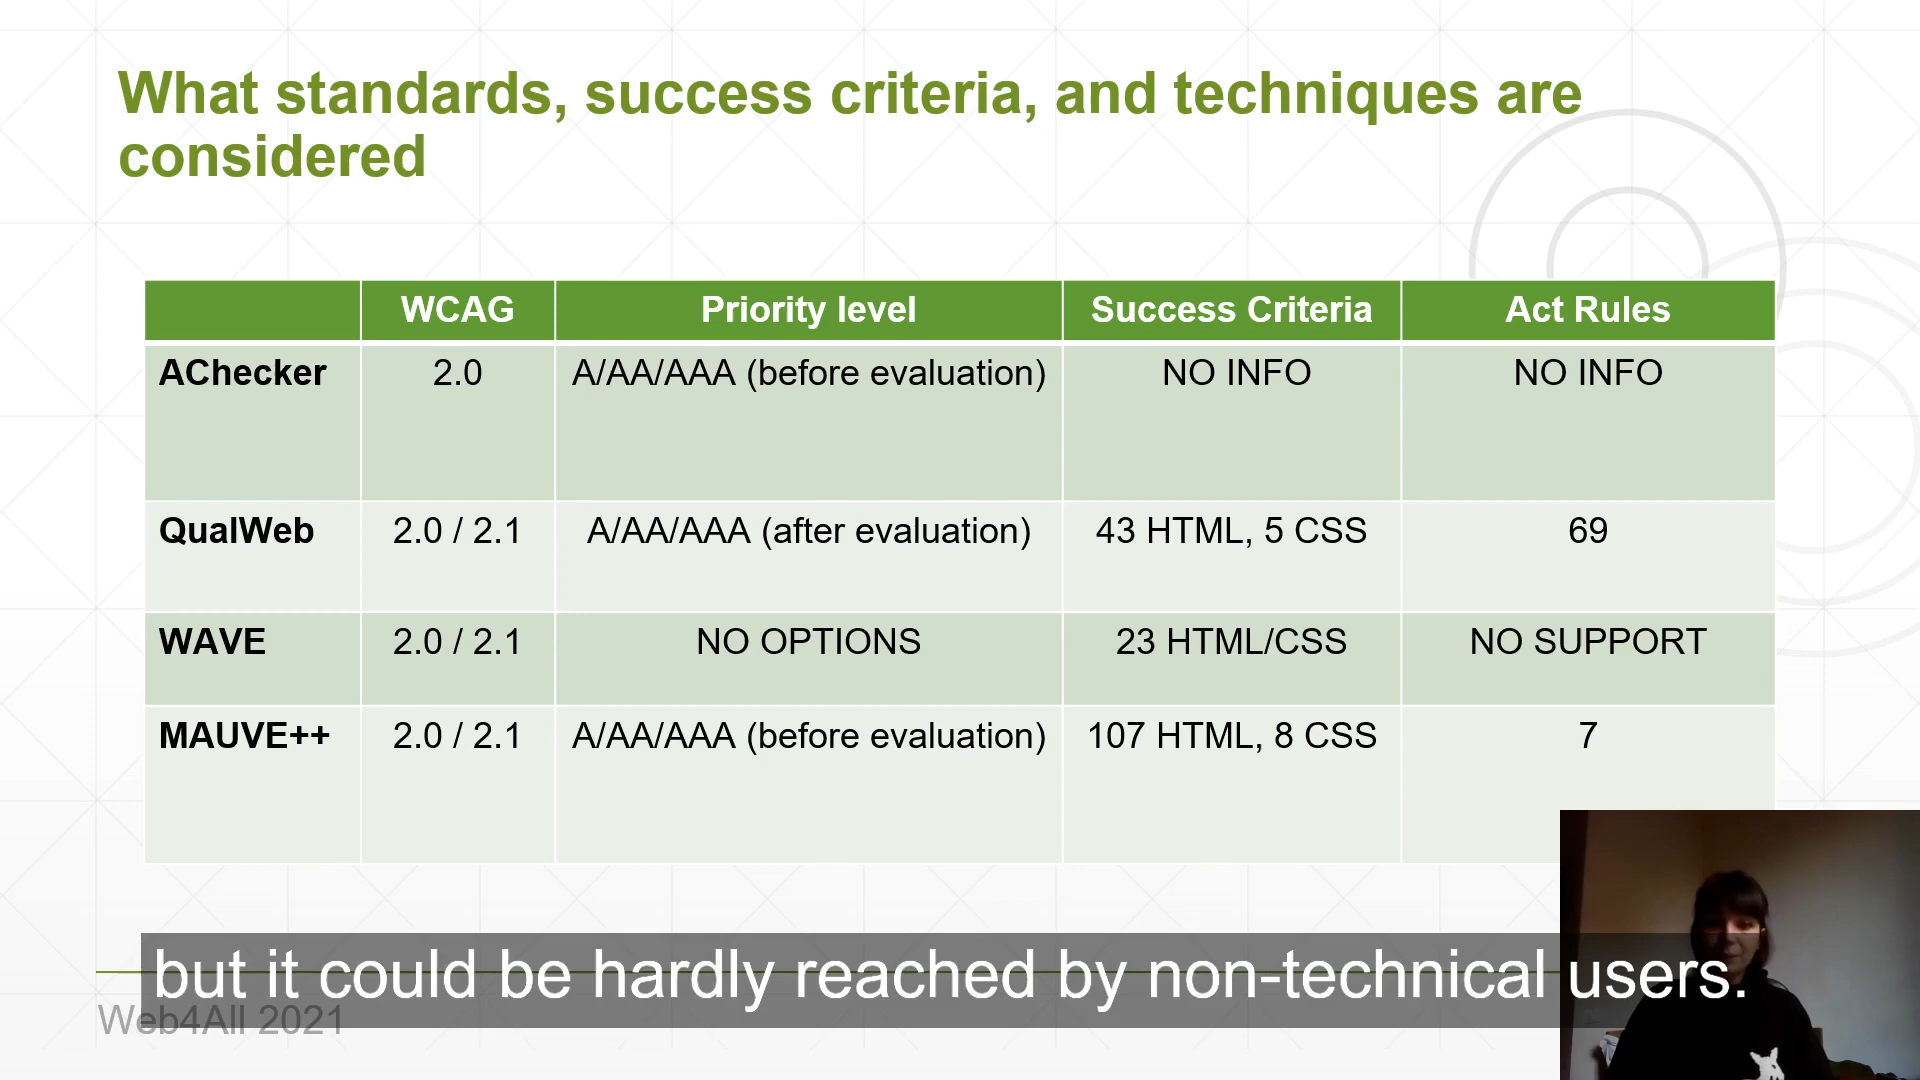 What standards, success criteria, and techniques are
considered
WCAG Priority level Success Criteria Act Rules
AChecker 2.0 A/AA/AAA (before evaluation) NO INFO NO INFO
QualWeb 2.0 / 2.1 A/AA/AAA (after evaluation) 43 HTML, 5 CSS 69
WAVE 2.0 / 2.1 NO OPTIONS 23 HTML/CSS NO SUPPORT
MAUVE++ 2.0 / 2.1 A/AA/AAA (before evaluation) 107 HTML, 8 CSS 7
but it could be hardly reached by non-technical users.
Web4All 2021